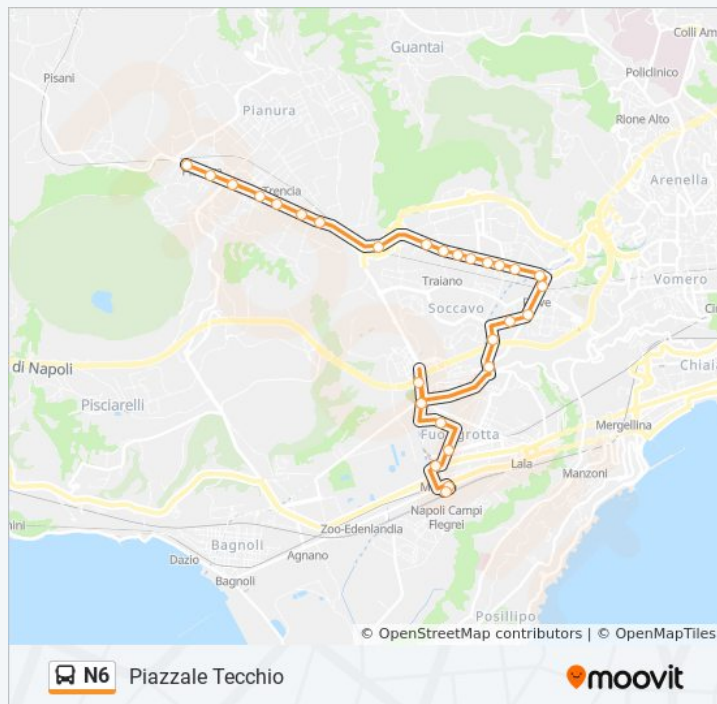 Colli Am
Guantai
Policlinico
Pisani
Pianura
Rione Alto
Arenella
Trencia
Traiano
Vomero
Soccavo
di Napoli
Chiaia
Pisciarelli
Mergellina
Fuorigrotta
Lala
Manzoni
Napoli Campi
Flegrei
Zoo-Edenlandia
Bagnoli
Agnano
Dazio
Bagnoli
Posillipo
© OpenStreetMap contributors | © OpenMapTiles
N6 Piazzale Tecchio
moovit